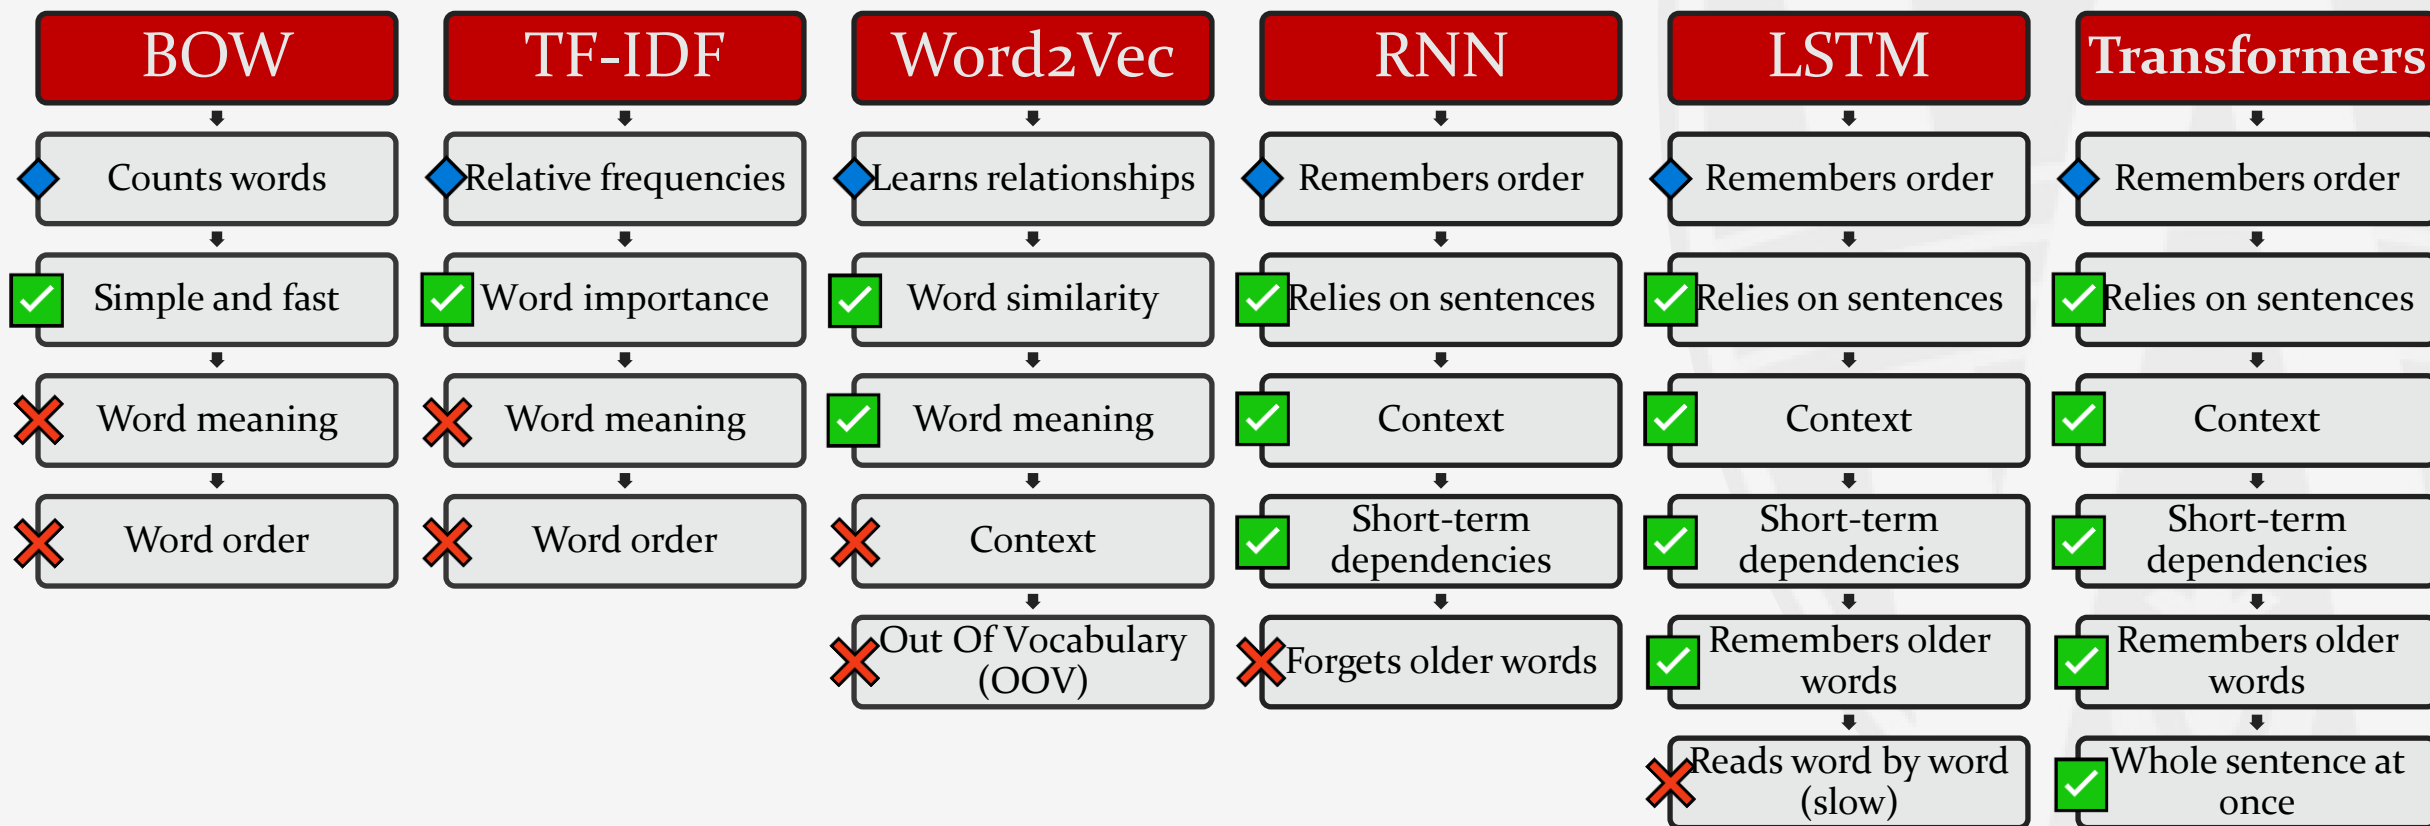 BOW
Counts words
Simple and fast
Word meaning
Word order
TF-IDF
Relative frequencies
Word importance
Word meaning
Word order
Word2Vec
Learns relationships
Word similarity
Word meaning
Context
Out Of Vocabulary
(OOV)
RNN
Remembers order
Relies on sentences
Context
Short-term
dependencies
Forgets older words
LSTM
Remembers order
Relies on sentences
Context
Short-term
dependencies
Remembers older
words
Reads word by word
(slow)
Transformers
Remembers order
Relies on sentences
Context
Short-term
dependencies
Remembers older
words
Whole sentence at
once